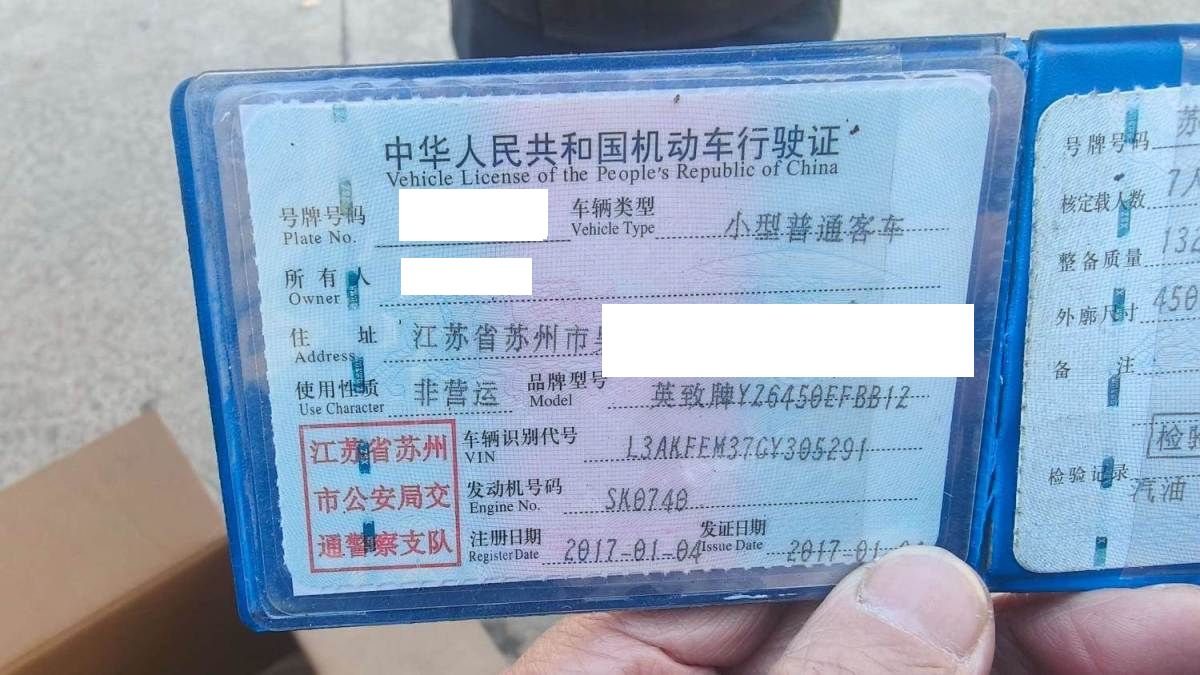 中华人民共和国机动车行驶证
Vehicle License of the People's Republic of China
号牌号码
Plate No.
车辆类型 小型普通客车
Vehicle Type
所有人
Owner
住址 江苏省苏州市
Address
使用性质 非营运
Use Character
品牌型号 英致牌YZ6450EFBB1Z
Model
江苏省苏州
市公安局交
通警察支队
车辆识别代号 L3AKFEM37GY305291
VIN
发动机号码 SK0740
Engine No.
注册日期 2017-01-04
Register Date
发证日期 2017-01-
Issue Date
号牌号码 苏
核定载人数 7
整备质量 132
外廓尺寸 450
备注
检验
检验记录
汽油